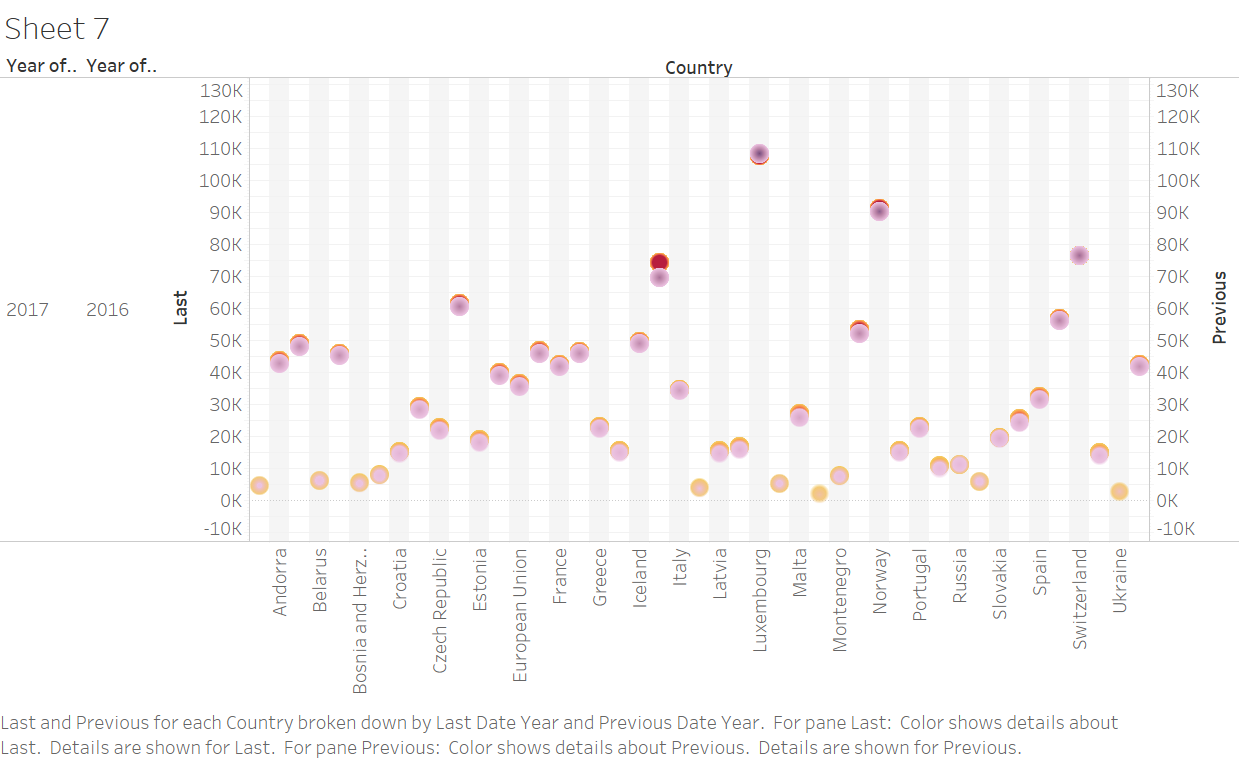 Sheet 7
Year of.. Year of.. Country
130K 130K
120K 120K
110K 110K
100K 100K
90K 90K
80K 80K
70K 70K
60K 60K
50K 50K
40K 40K
30K 30K
20K 20K
10K 10K
0K 0K
-10K -10K
2017 2016
Last
Previous
Andorra
Belarus
Bosnia and Herz..
Croatia
Czech Republic
Estonia
European Union
France
Greece
Iceland
Italy
Latvia
Luxembourg
Malta
Montenegro
Norway
Portugal
Russia
Slovakia
Spain
Switzerland
Ukraine
Last and Previous for each Country broken down by Last Date Year and Previous Date Year.  For pane Last:  Color shows details about
Last.  Details are shown for Last.  For pane Previous:  Color shows details about Previous.  Details are shown for Previous.